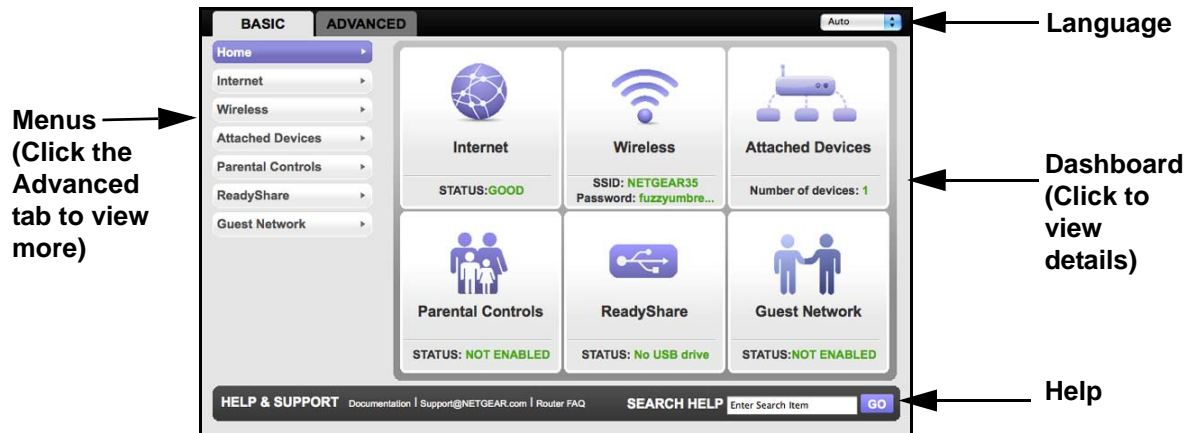 BASIC
ADVANCED
Auto
Language
Home
Internet
Wireless
Attached Devices
Parental Controls
ReadyShare
Guest Network
Menus
(Click the
Advanced
tab to view
more)
Internet
STATUS:GOOD
Wireless
SSID: NETGEAR35
Password: fuzzyumbre...
Attached Devices
Number of devices: 1
Dashboard
(Click to
view
details)
Parental Controls
STATUS: NOT ENABLED
ReadyShare
STATUS: No USB drive
Guest Network
STATUS:NOT ENABLED
HELP & SUPPORT Documentation | Support@NETGEAR.com | Router FAQ
SEARCH HELP Enter Search Item GO
Help